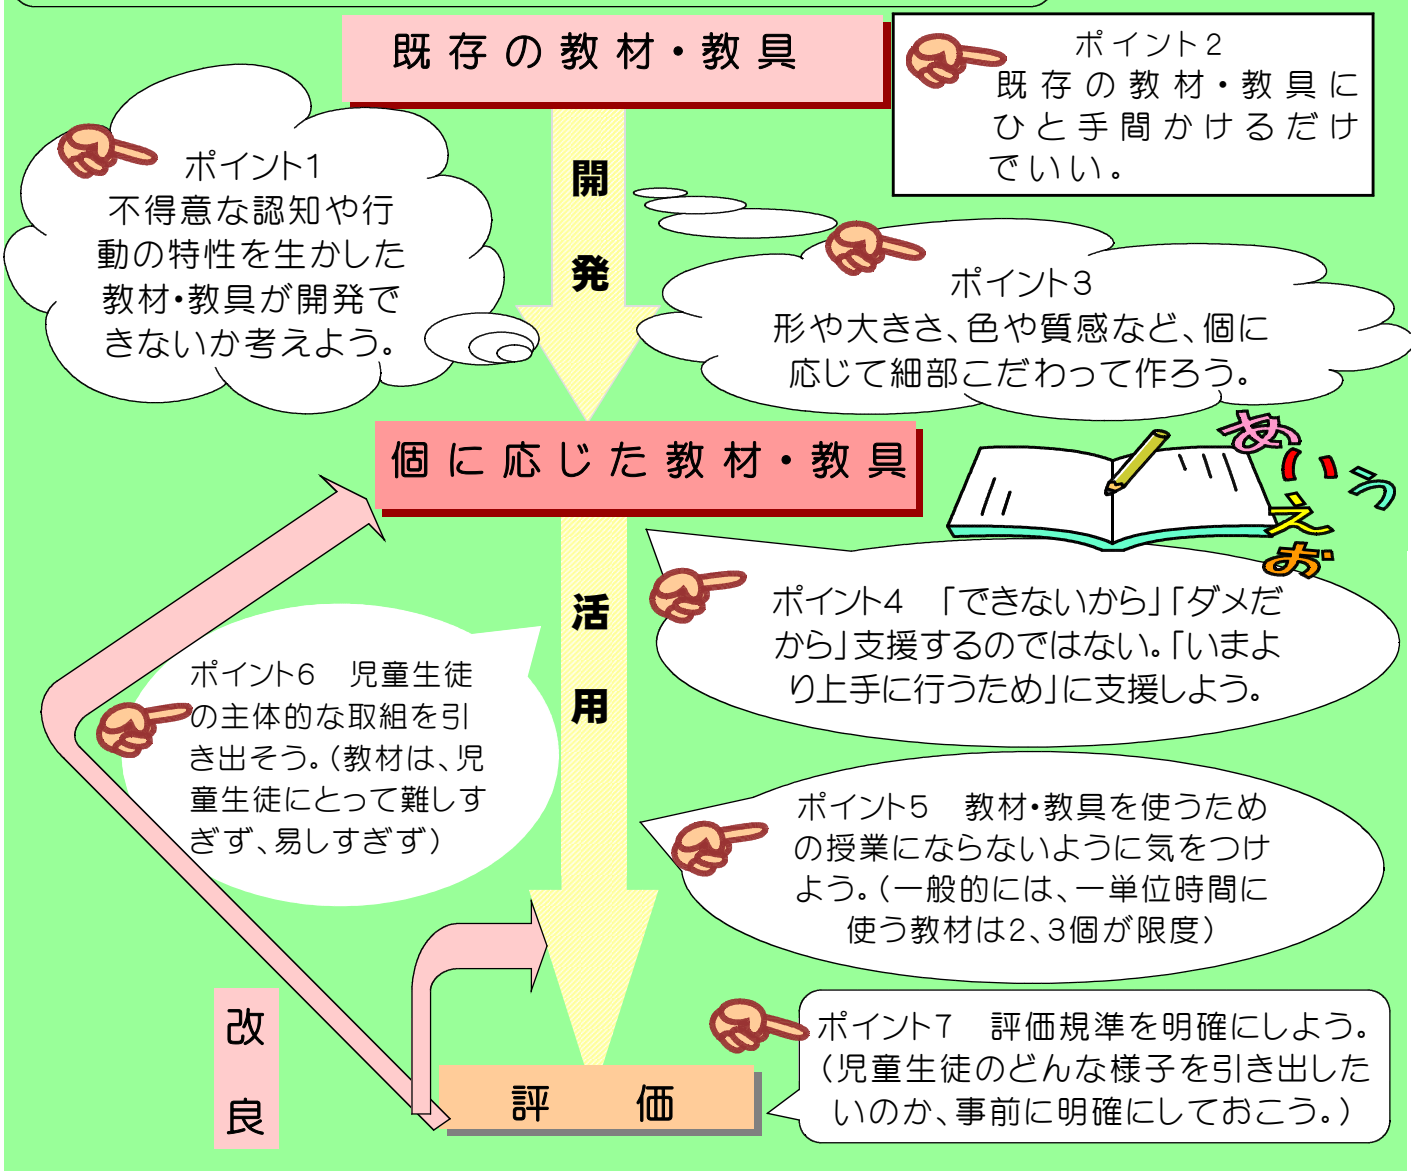 既存の教材・教具
ポイント2
既存の教材・教具に
ひと手間かけるだけ
でいい。
ポイント1
不得意な認知や行
動の特性を生かした
教材・教具が開発で
きないか考えよう。
開
発
ポイント3
形や大きさ、色や質感など、個に
応じて細部こだわって作ろう。
個に応じた教材・教具
あいう
えお
活
用
ポイント4 「できないから」「ダメだ
から」支援するのではない。「いまよ
り上手に行うため」に支援しよう。
ポイント6 児童生徒
の主体的な取組を引
き出そう。(教材は、児
童生徒にとって難しす
ぎず、易しすぎず)
ポイント5 教材・教具を使うため
の授業にならないように気をつけ
よう。(一般的には、一単位時間に
使う教材は2、3個が限度)
改
良
ポイント7 評価規準を明確にしよう。
(児童生徒のどんな様子を引き出した
いのか、事前に明確にしておこう。)
評 価